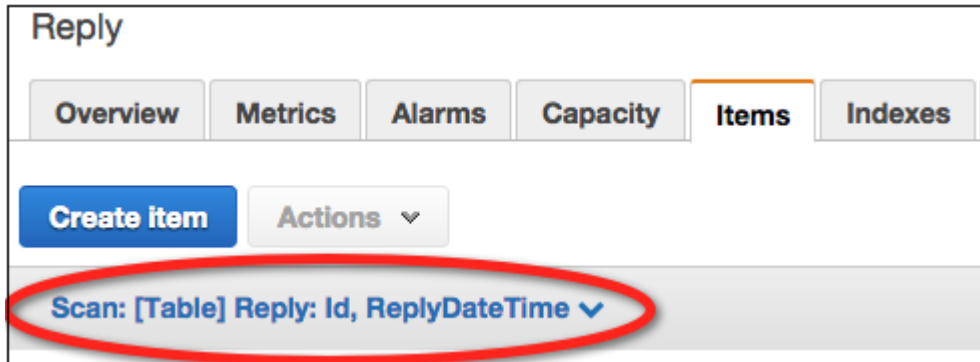 Reply
Overview Metrics Alarms Capacity Items Indexes
Create item Actions
Scan: [Table] Reply: Id, ReplyDateTime